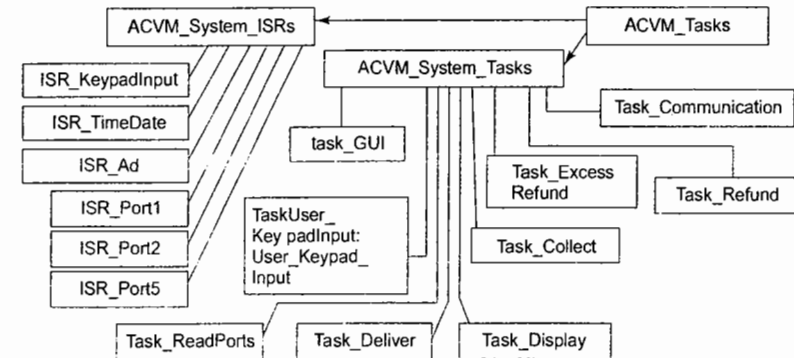 ACVM_System_ISRs
ACVM_Tasks
ACVM_System_Tasks
ISR_KeypadInput
ISR_TimeDate
ISR_Ad
ISR_Port1
ISR_Port2
ISR_Port5
task_GUI
Task_Communication
Task_Excess
Refund
Task_Refund
TaskUser_
Key padInput:
User_Keypad_
Input
Task_Collect
Task_ReadPorts
Task_Deliver
Task_Display